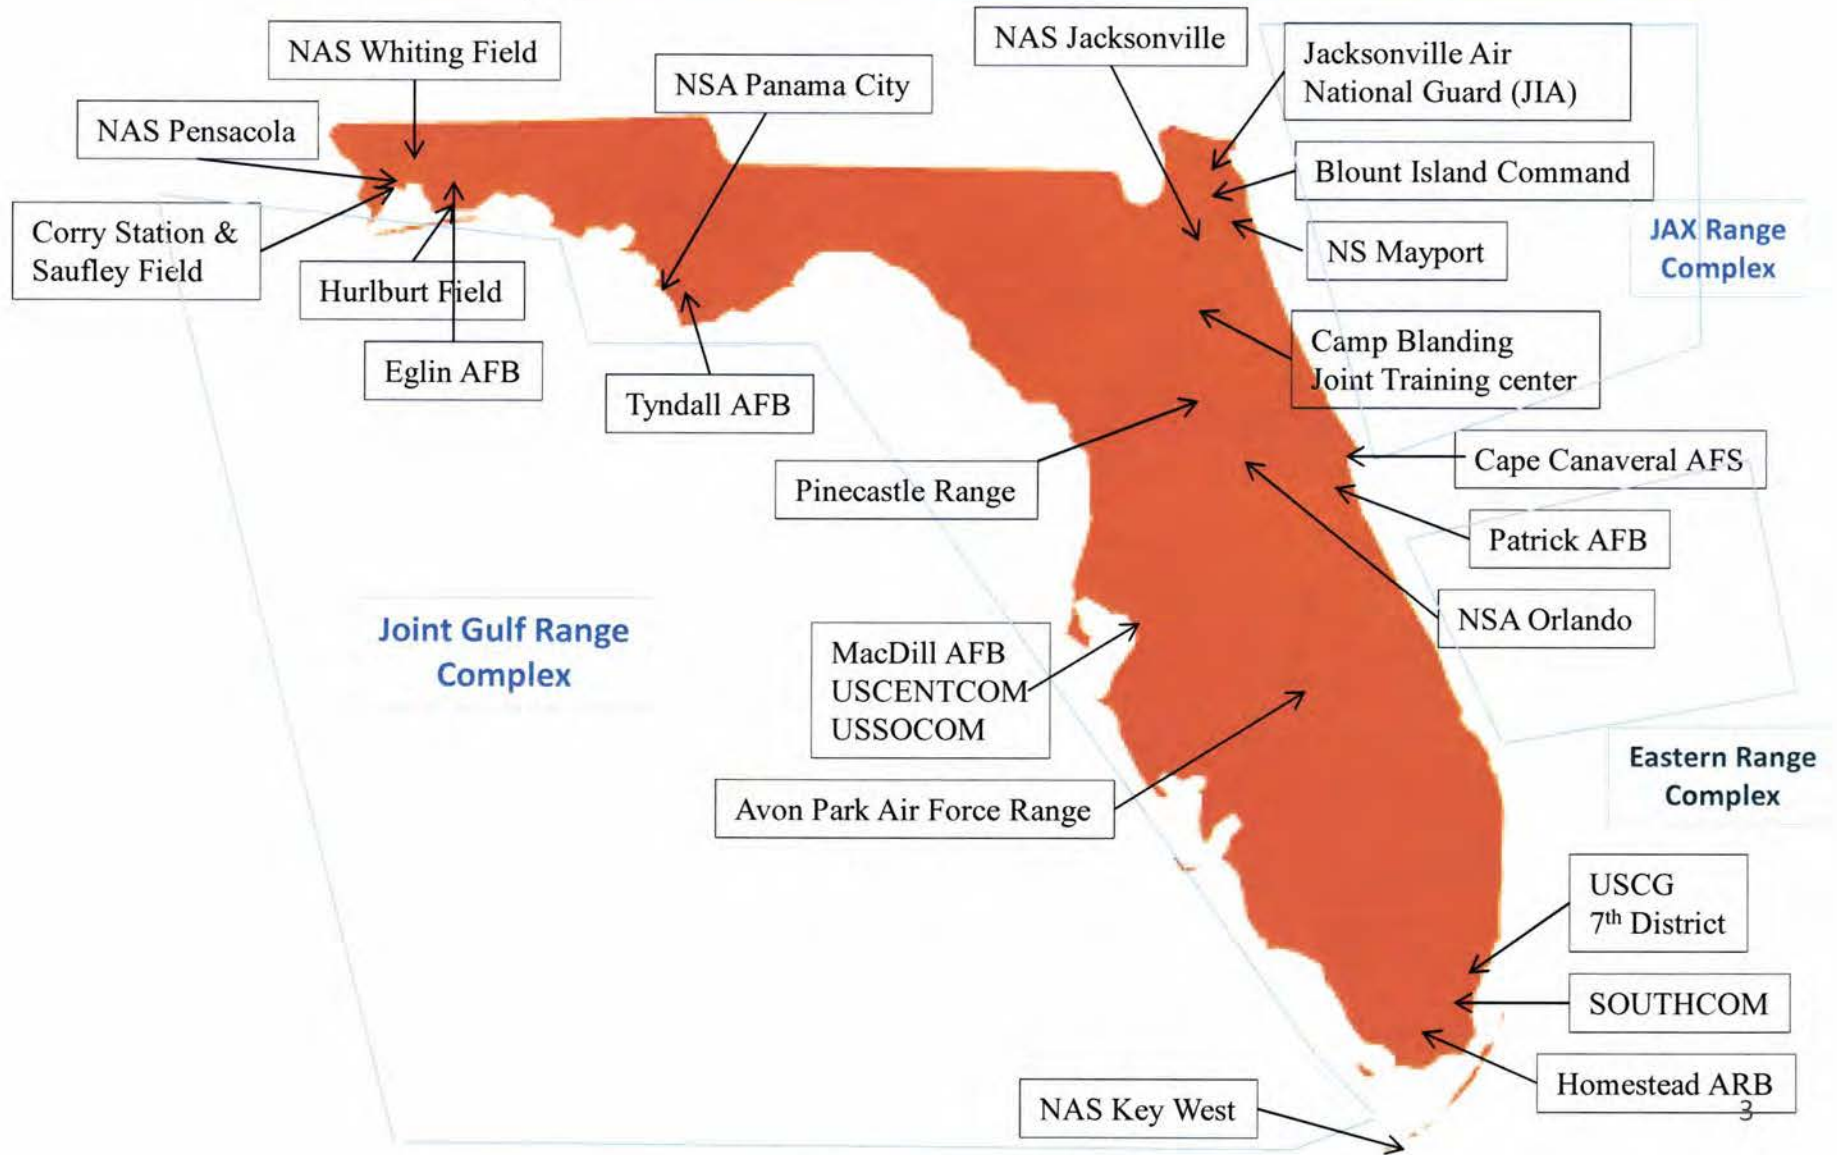 NAS Whiting Field
NAS Pensacola
Corry Station &
Saufley Field
Hurlburt Field
Eglin AFB
NSA Panama City
Tyndall AFB
NAS Jacksonville
Jacksonville Air
National Guard (JIA)
Blount Island Command
NS Mayport
JAX Range
Complex
Camp Blanding
Joint Training center
Pinecastle Range
Cape Canaveral AFS
Patrick AFB
NSA Orlando
Joint Gulf Range
Complex
MacDill AFB
USCENTCOM
USSOCOM
Avon Park Air Force Range
Eastern Range
Complex
USCG
7th District
SOUTHCOM
Homestead ARB
NAS Key West
3